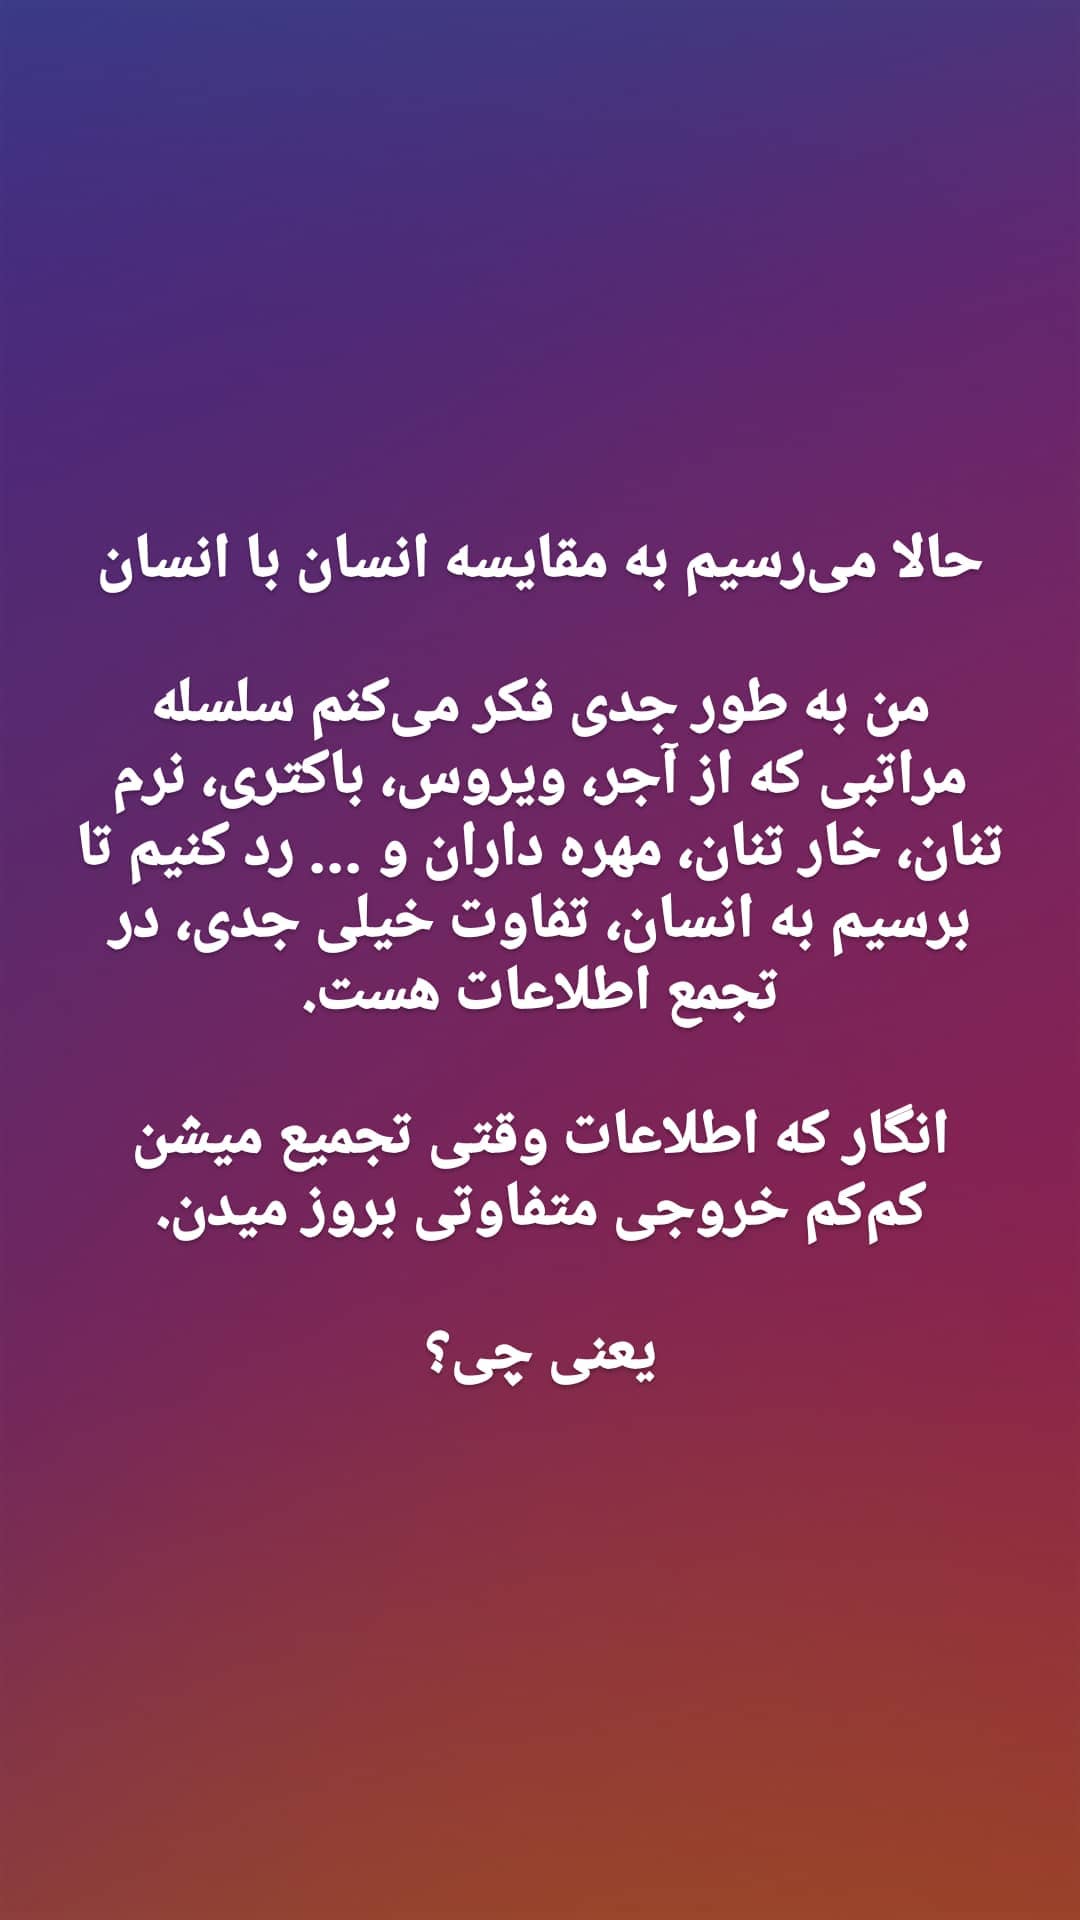 حالا می‌رسیم به مقایسه انسان با انسان
من به طور جدی فکر می‌کنم سلسله
مراتبی که از آجر، ویروس، باکتری، نرم
تنان، خار تنان، مهره داران و ... رد کنیم تا
برسیم به انسان، تفاوت خیلی جدی، در
تجمع اطلاعات هست.
انگار که اطلاعات وقتی تجمیع میشن
کم‌کم خروجی متفاوتی بروز میدن.
یعنی چی؟